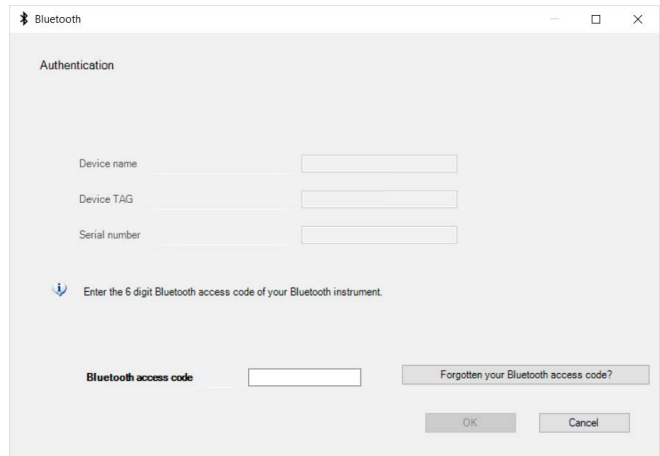 Bluetooth
Authentication
Device name
Device TAG
Serial number
Enter the 6 digit Bluetooth access code of your Bluetooth instrument.
Bluetooth access code
Forgotten your Bluetooth access code?
OK
Cancel